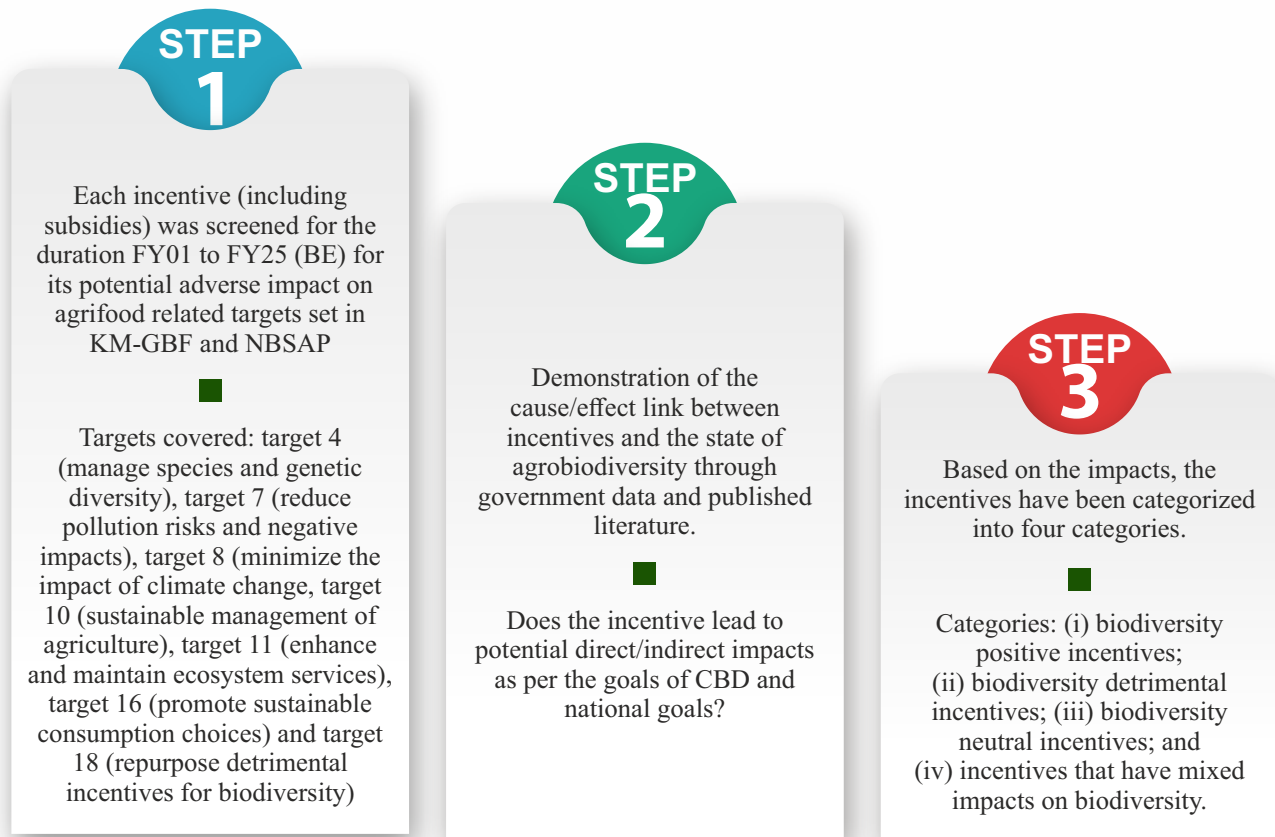 STEP
1
Each incentive (including
subsidies) was screened for the
duration FY01 to FY25 (BE) for
its potential adverse impact on
agrifood related targets set in
KM-GBF and NBSAP
Targets covered: target 4
(manage species and genetic
diversity), target 7 (reduce
pollution risks and negative
impacts), target 8 (minimize the
impact of climate change, target
10 (sustainable management of
agriculture), target 11 (enhance
and maintain ecosystem services),
target 16 (promote sustainable
consumption choices) and target
18 (repurpose detrimental
incentives for biodiversity)
STEP
2
Demonstration of the
cause/effect link between
incentives and the state of
agrobiodiversity through
government data and published
literature.
Does the incentive lead to
potential direct/indirect impacts
as per the goals of CBD and
national goals?
STEP
3
Based on the impacts, the
incentives have been categorized
into four categories.
Categories: (i) biodiversity
positive incentives;
(ii) biodiversity detrimental
incentives; (iii) biodiversity
neutral incentives; and
(iv) incentives that have mixed
impacts on biodiversity.